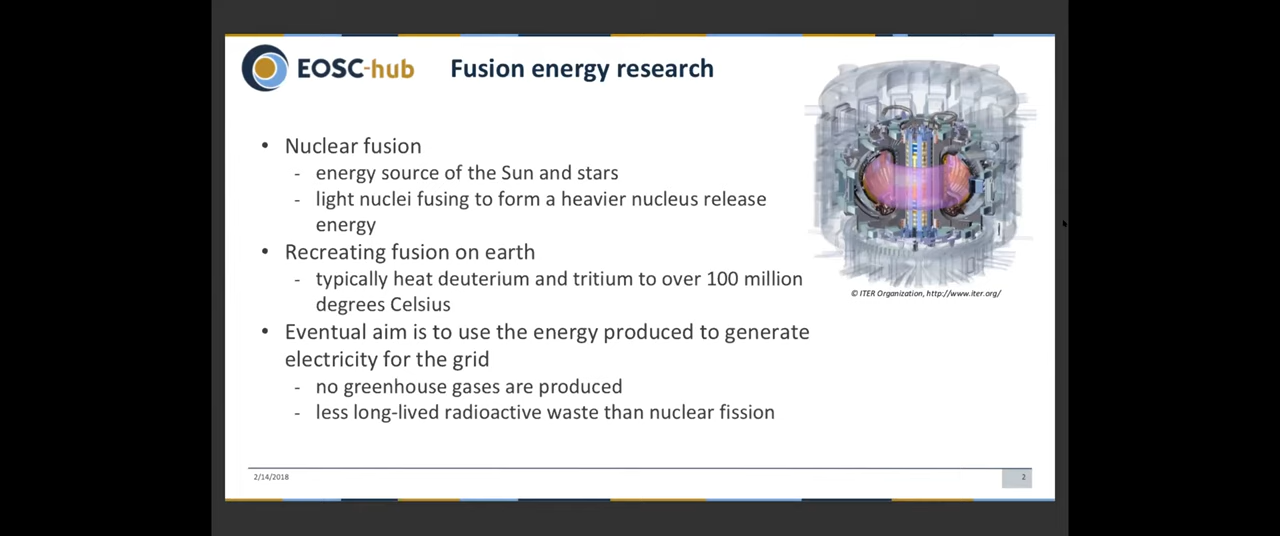 EOSC-hub
Fusion energy research
• Nuclear fusion
- energy source of the Sun and stars
- light nuclei fusing to form a heavier nucleus release
energy
• Recreating fusion on earth
- typically heat deuterium and tritium to over 100 million
degrees Celsius
© ITER Organization, http://www.iter.org/
• Eventual aim is to use the energy produced to generate
electricity for the grid
- no greenhouse gases are produced
- less long-lived radioactive waste than nuclear fission
2/14/2018
2